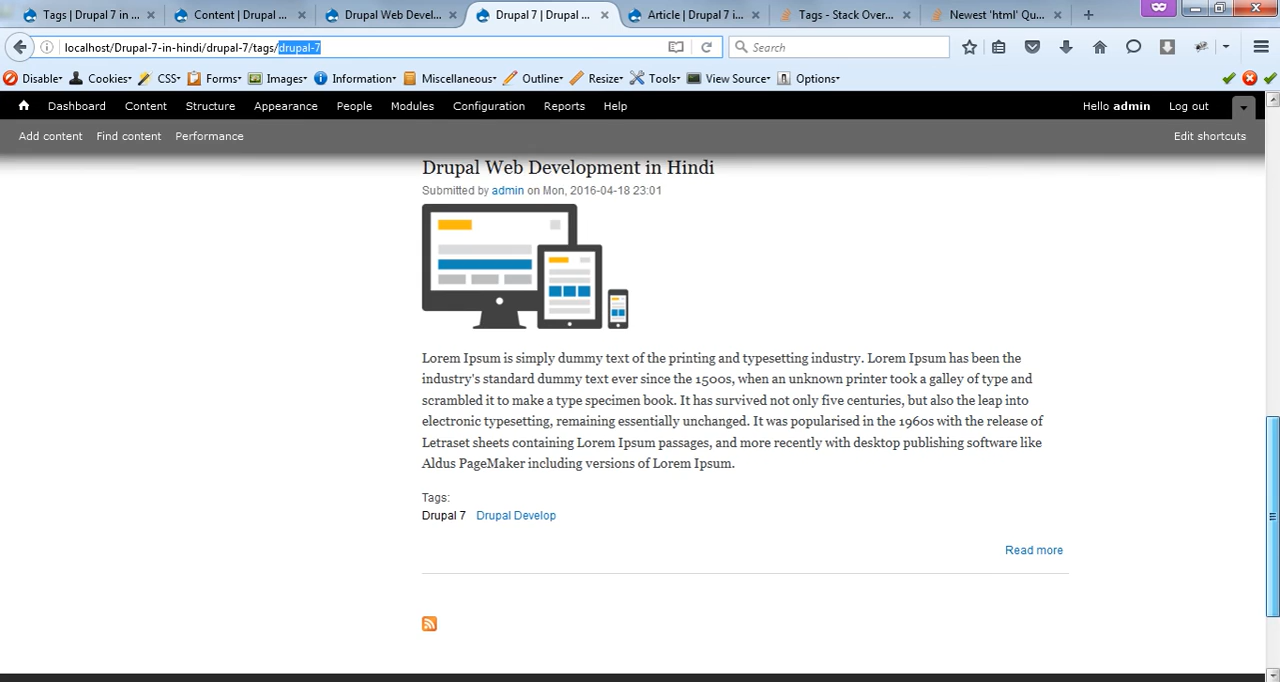 Tags | Drupal 7 in ... Content | Drupal ... Drupal Web Devel... Drupal 7 | Drupal ... Article | Drupal 7 i... Tags - Stack Over... Newest 'html' Qu...
localhost/Drupal-7-in-hindi/drupal-7/tags/drupal-7 Search
Disable Cookies CSS Forms Images Information Miscellaneous Outline Resize Tools View Source Options
Dashboard Content Structure Appearance People Modules Configuration Reports Help Hello admin Log out
Add content Find content Performance Edit shortcuts
Drupal Web Development in Hindi
Submitted by admin on Mon, 2016-04-18 23:01
Lorem Ipsum is simply dummy text of the printing and typesetting industry. Lorem Ipsum has been the
industry's standard dummy text ever since the 1500s, when an unknown printer took a galley of type and
scrambled it to make a type specimen book. It has survived not only five centuries, but also the leap into
electronic typesetting, remaining essentially unchanged. It was popularised in the 1960s with the release of
Letraset sheets containing Lorem Ipsum passages, and more recently with desktop publishing software like
Aldus PageMaker including versions of Lorem Ipsum.
Tags:
Drupal 7 Drupal Develop
Read more